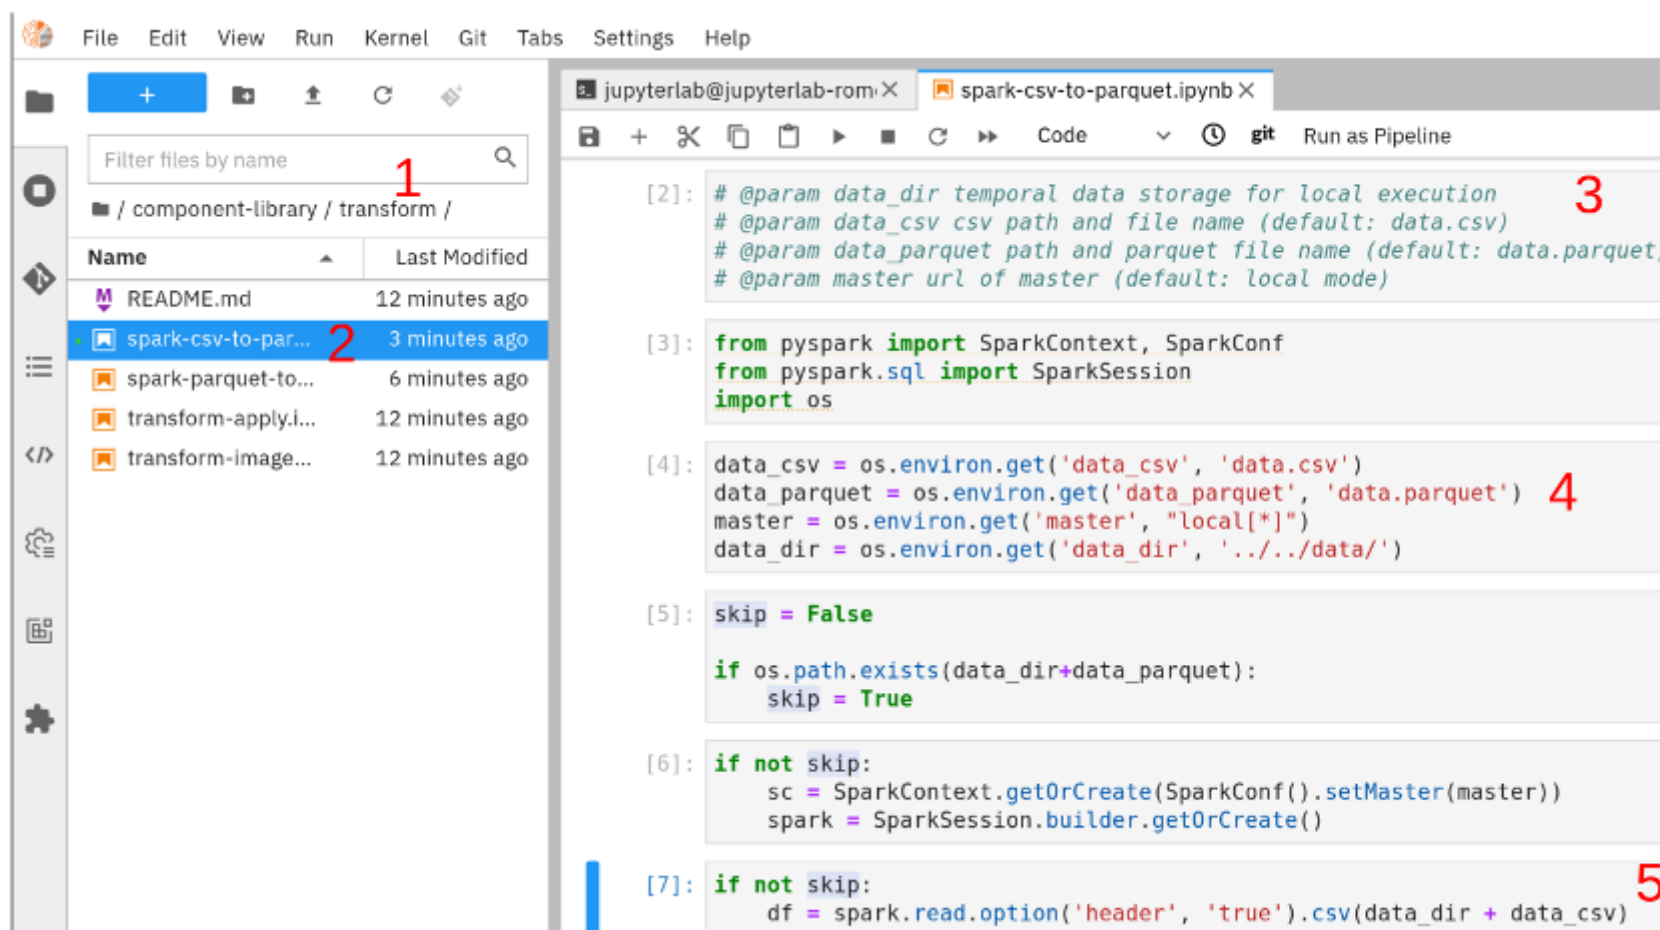 File Edit View Run Kernel Git Tabs Settings Help
+
Filter files by name
1
/ component-library / transform /
Name Last Modified
README.md 12 minutes ago
spark-csv-to-par... 2 3 minutes ago
spark-parquet-to... 6 minutes ago
transform-apply.i... 12 minutes ago
transform-image... 12 minutes ago
jupyterlab@jupyterlab-rom
spark-csv-to-parquet.ipynb
Code git Run as Pipeline
[2]: # @param data_dir temporal data storage for local execution
3
# @param data_csv csv path and file name (default: data.csv)
# @param data_parquet path and parquet file name (default: data.parquet
# @param master url of master (default: local mode)
[3]: from pyspark import SparkContext, SparkConf
from pyspark.sql import SparkSession
import os
[4]: data_csv = os.environ.get('data_csv', 'data.csv')
data_parquet = os.environ.get('data_parquet', 'data.parquet')
4
master = os.environ.get('master', "local[*]")
data_dir = os.environ.get('data_dir', '../../data/')
[5]: skip = False
if os.path.exists(data_dir+data_parquet):
skip = True
[6]: if not skip:
sc = SparkContext.getOrCreate(SparkConf().setMaster(master))
spark = SparkSession.builder.getOrCreate()
[7]: if not skip:
5
df = spark.read.option('header', 'true').csv(data_dir + data_csv)